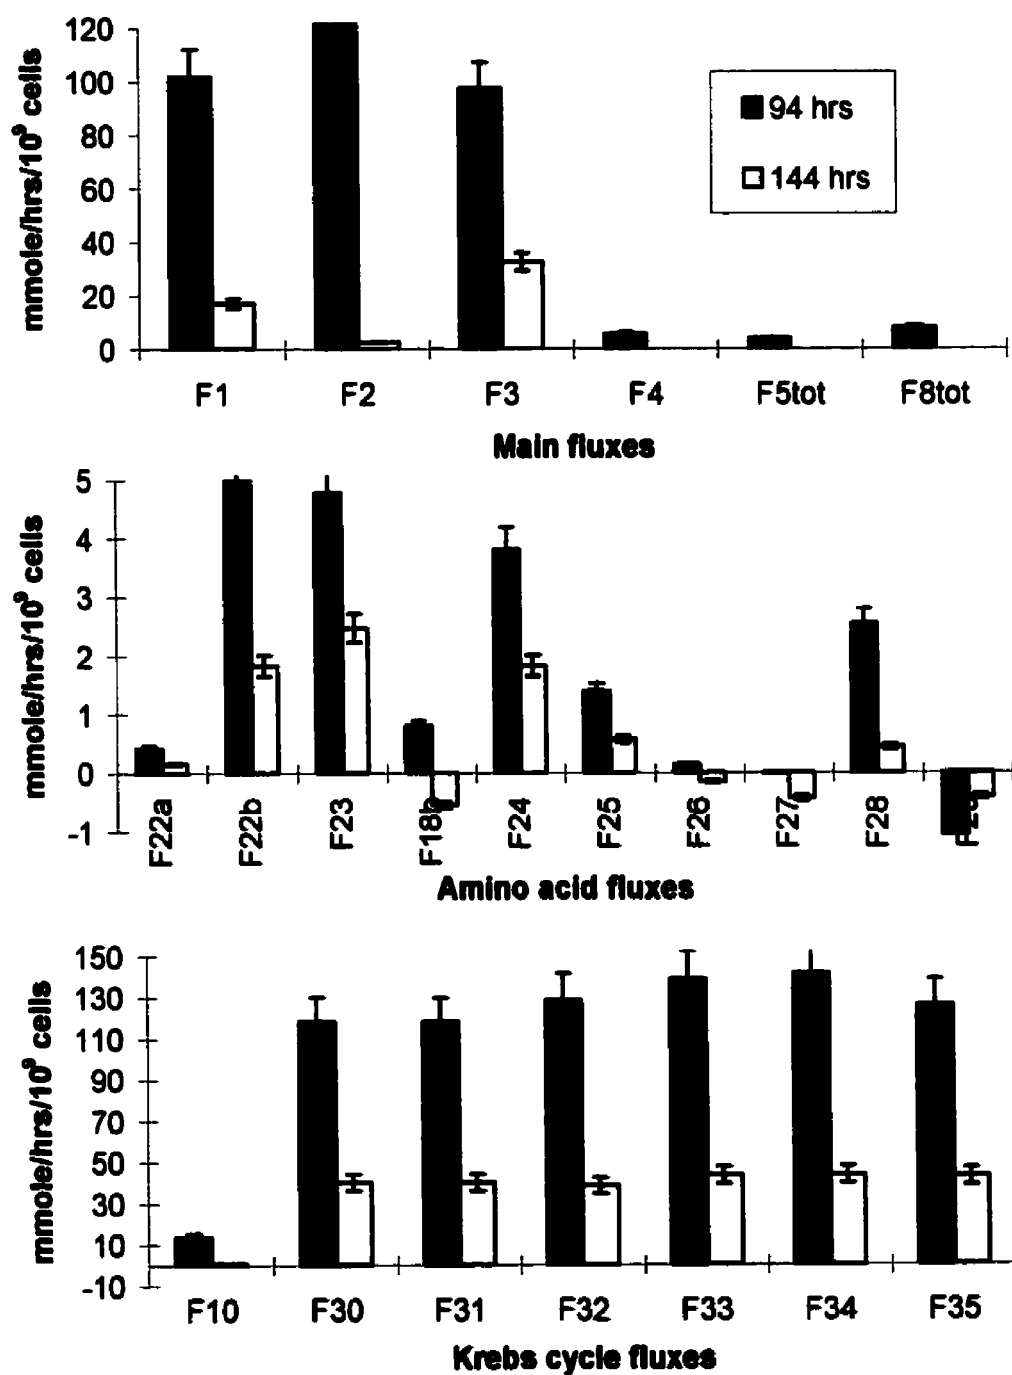 120
100
80
60
40
20
0
mmole/hrs/10⁹ cells
94 hrs
144 hrs
F1 F2 F3 F4 F5tot F8tot
Main fluxes
5
4
3
2
1
0
-1
mmole/hrs/10⁹ cells
F22a F22b F23 F24 F25 F26 F27 F28
Amino acid fluxes
150
130
110
90
70
50
30
10
-10
mmole/hrs/10⁹ cells
F10 F30 F31 F32 F33 F34 F35
Krebs cycle fluxes